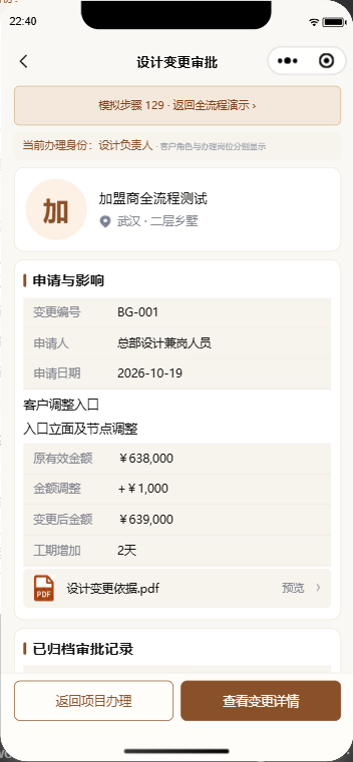 22:40
设计变更审批
模拟步骤 129 · 返回全流程演示 ›
当前办理身份：设计负责人 · 客户角色与办理岗位分别显示
加
加盟商全流程测试
武汉 · 二层乡墅
申请与影响
变更编号 BG-001
申请人 总部设计兼岗人员
申请日期 2026-10-19
客户调整入口
入口立面及节点调整
原有效金额 ￥638,000
金额调整 +￥1,000
变更后金额 ￥639,000
工期增加 2天
PDF 设计变更依据.pdf 预览 ›
已归档审批记录
返回项目办理 查看变更详情